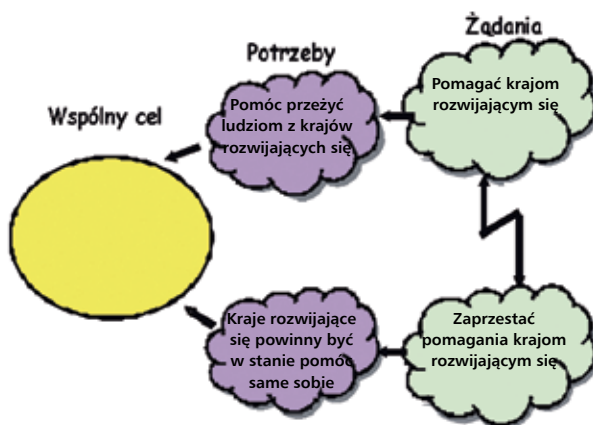 Żądania
Potrzeby
Wspólny cel
Pomóc przeżyć
ludziom z krajów
rozwijających się
Pomagać krajom
rozwijającym się
Kraje rozwijające
się powinny być
w stanie pomóc
same sobie
Zaprzestać
pomagania krajom
rozwijającym się